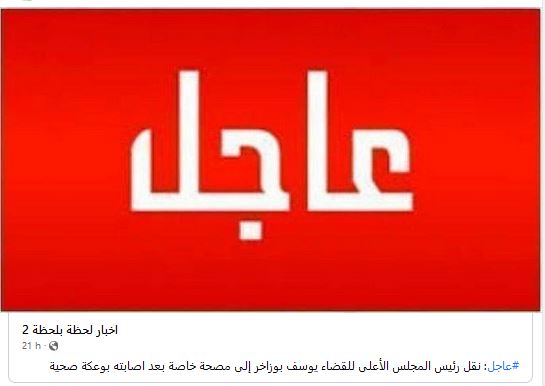 عاجل
اخبار لحظة بلحظة 2
21 h ·
#عاجل: نقل رئيس المجلس الأعلى للقضاء يوسف بوزاخر إلى مصحة خاصة بعد اصابته بوعكة صحية